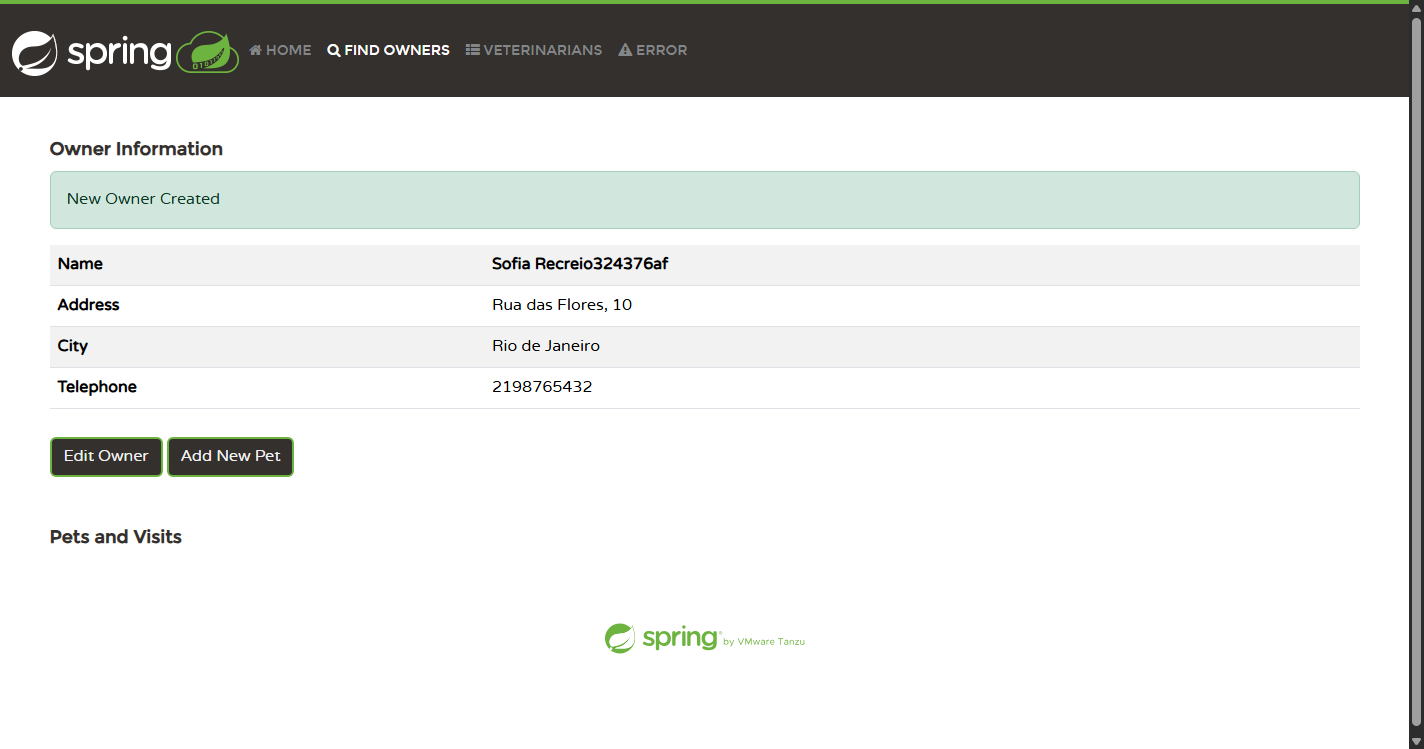 spring HOME FIND OWNERS VETERINARIANS ERROR
Owner Information
New Owner Created
Name Sofia Recreio324376af
Address Rua das Flores, 10
City Rio de Janeiro
Telephone 2198765432
Edit Owner Add New Pet
Pets and Visits
spring by VMware Tanzu